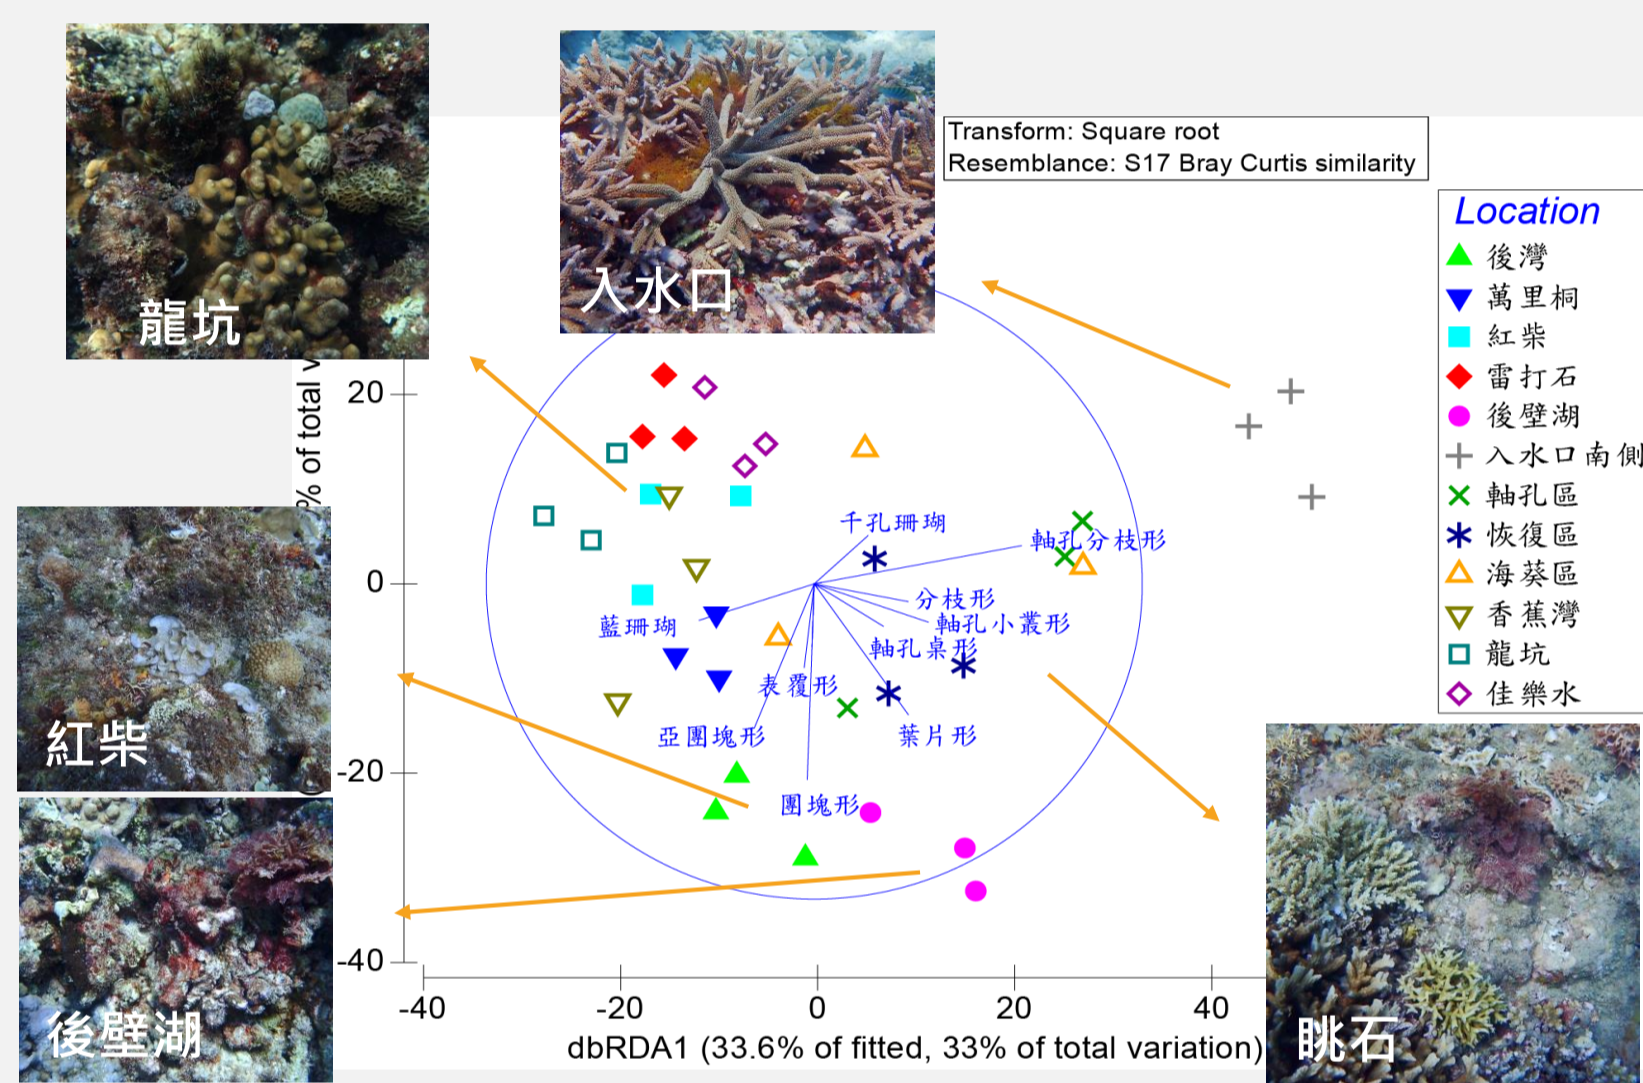 龍坑
入水口
Transform: Square root
Resemblance: S17 Bray Curtis similarity
Location
後灣
萬里桐
紅柴
雷打石
後壁湖
入水口南側
軸孔區
恢復區
海葵區
香蕉灣
龍坑
佳樂水
% of total v
20
0
-20
-40
千孔珊瑚
軸孔分枝形
分枝形
軸孔小叢形
軸孔桌形
藍珊瑚
表覆形
亞團塊形
葉片形
團塊形
紅柴
後壁湖
眺石
-40
-20
0
20
40
dbRDA1 (33.6% of fitted, 33% of total variation)